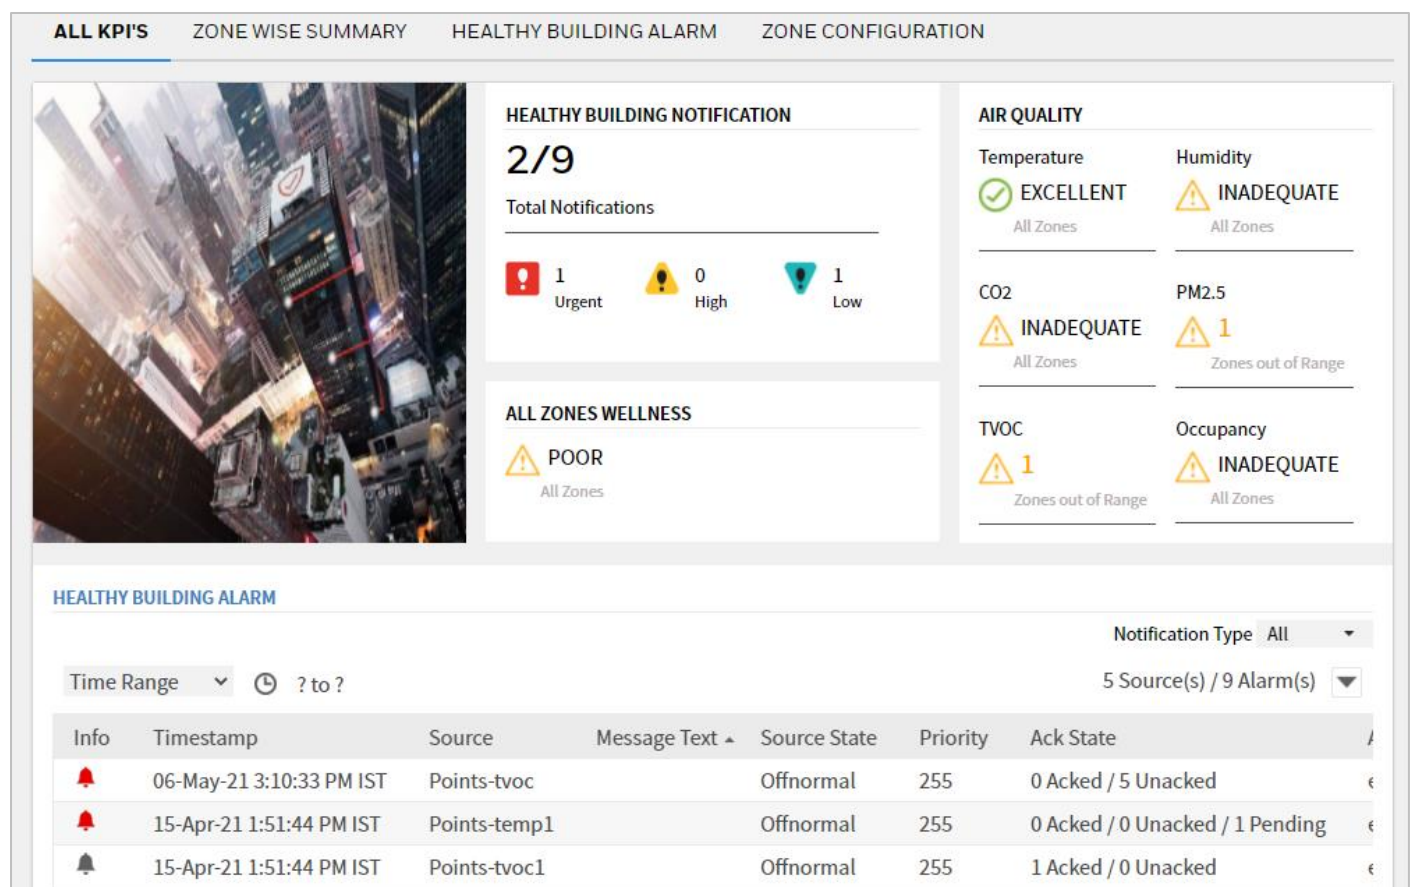 ALL KPI'S ZONE WISE SUMMARY HEALTHY BUILDING ALARM ZONE CONFIGURATION
HEALTHY BUILDING NOTIFICATION
2/9
Total Notifications
1 Urgent
0 High
1 Low
ALL ZONES WELLNESS
POOR
All Zones
AIR QUALITY
Temperature
EXCELLENT
All Zones
Humidity
INADEQUATE
All Zones
CO2
INADEQUATE
All Zones
PM2.5
1
Zones out of Range
TVOC
1
Zones out of Range
Occupancy
INADEQUATE
All Zones
HEALTHY BUILDING ALARM
Notification Type All
Time Range ? to ? 5 Source(s) / 9 Alarm(s)
Info Timestamp Source Message Text Source State Priority Ack State
06-May-21 3:10:33 PM IST Points-tvoc Offnormal 255 0 Acked / 5 Unacked
15-Apr-21 1:51:44 PM IST Points-temp1 Offnormal 255 0 Acked / 0 Unacked / 1 Pending
15-Apr-21 1:51:44 PM IST Points-tvoc1 Offnormal 255 1 Acked / 0 Unacked